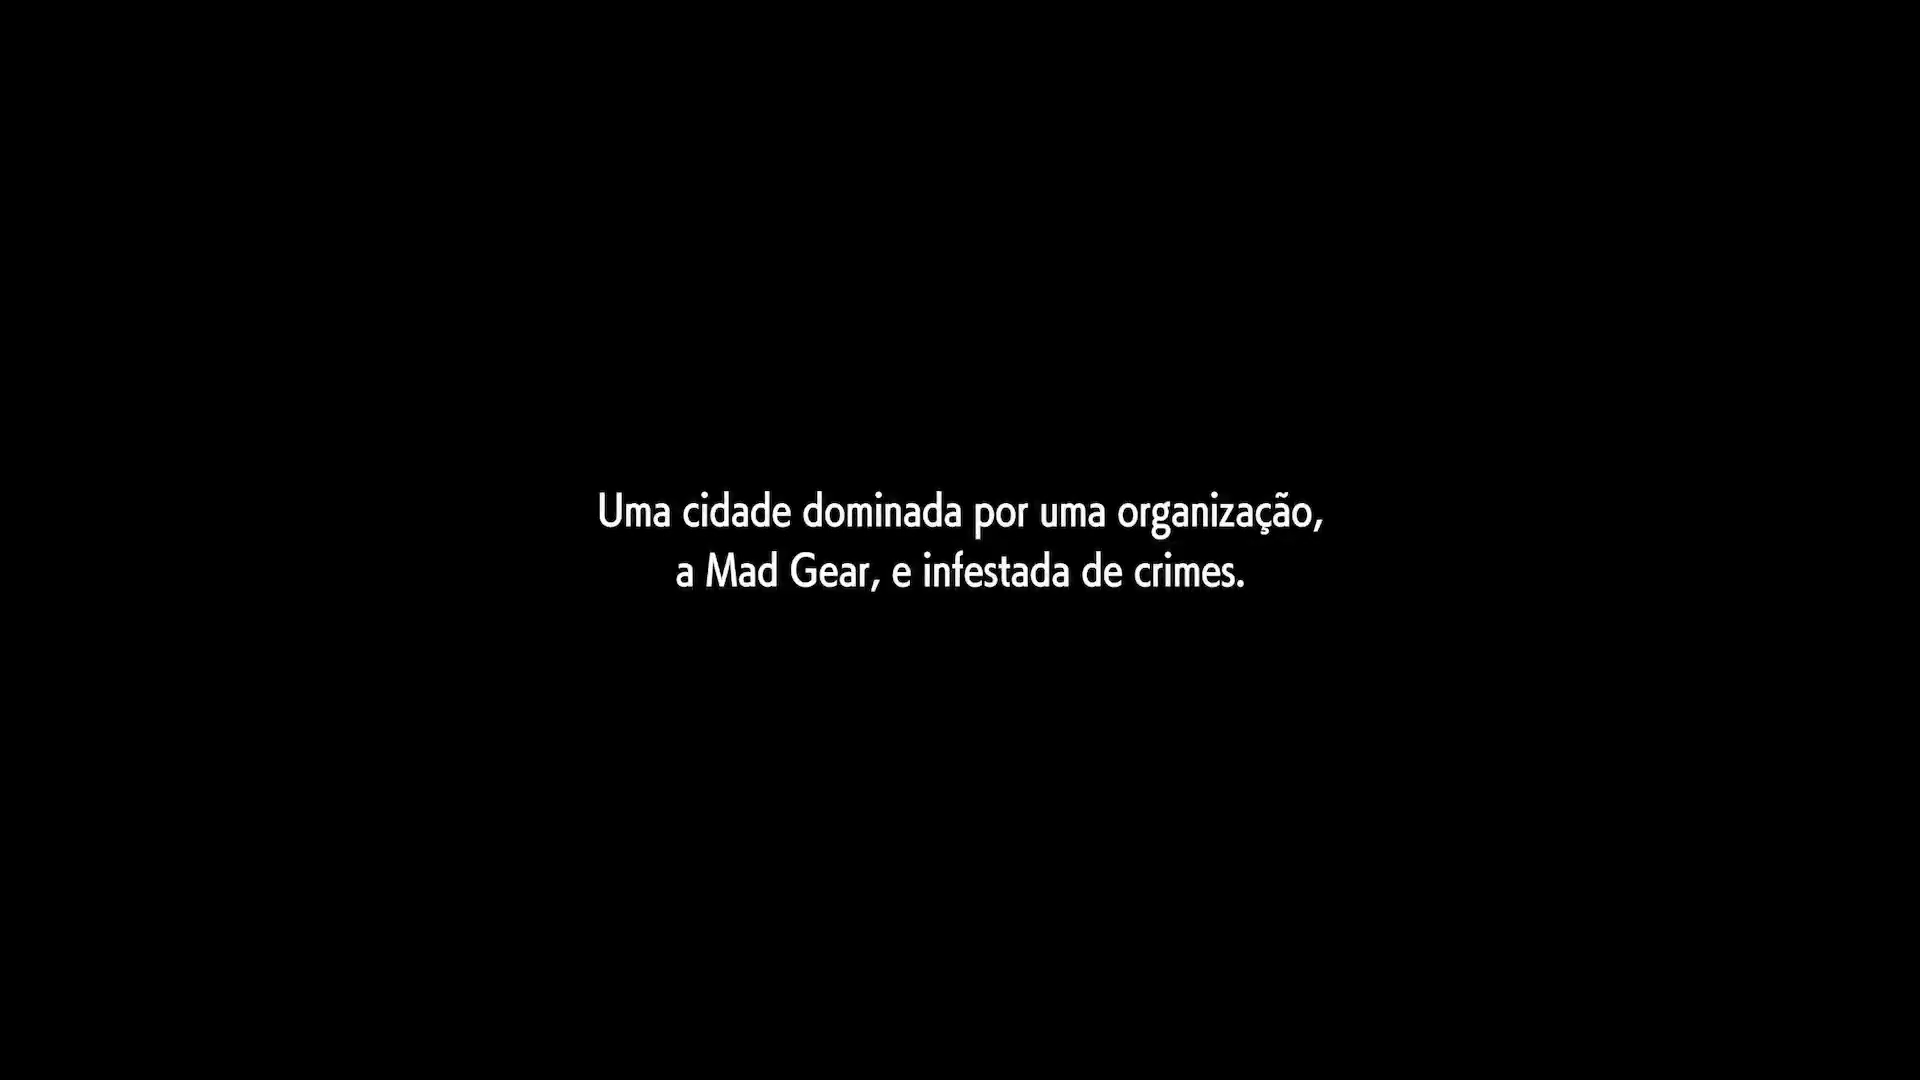 Uma cidade dominada por uma organização,
a Mad Gear, e infestada de crimes.